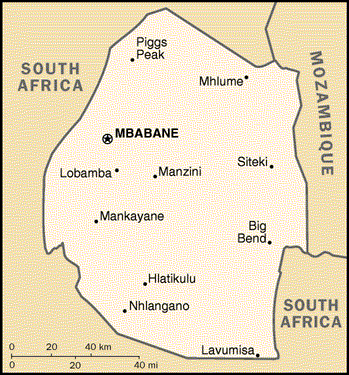 Piggs
Peak
SOUTH
AFRICA
Mhlume
MOZAMBIQUE
MBABANE
Lobamba
Manzini
Siteki
Mankayane
Big
Bend
Hlatikulu
Nhlangano
SOUTH
AFRICA
Lavumisa
0 20 40 km
0 20 40 mi